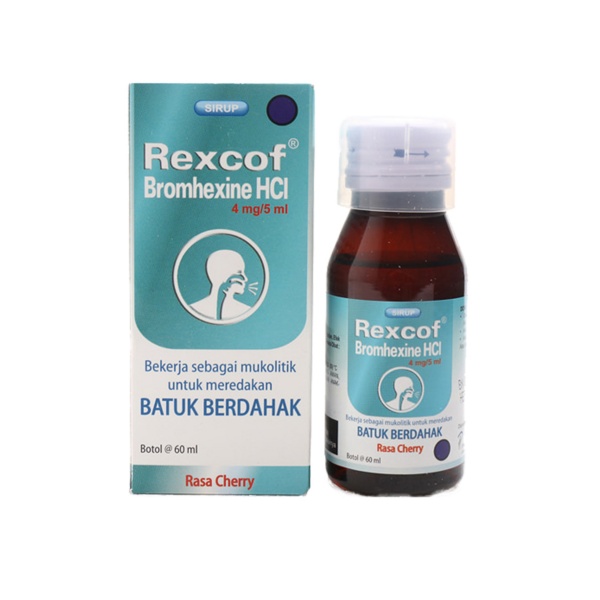 SIRUP
Rexcof®
Bromhexine HCl
4 mg/5 ml
Bekerja sebagai mukolitik
untuk meredakan
BATUK BERDAHAK
Botol @ 60 ml
Rasa Cherry
SIRUP
Rexcof®
Bromhexine HCl
4 mg/5 ml
Bekerja sebagai mukolitik untuk meredakan
BATUK BERDAHAK
Botol @ 60 ml
Rasa Cherry